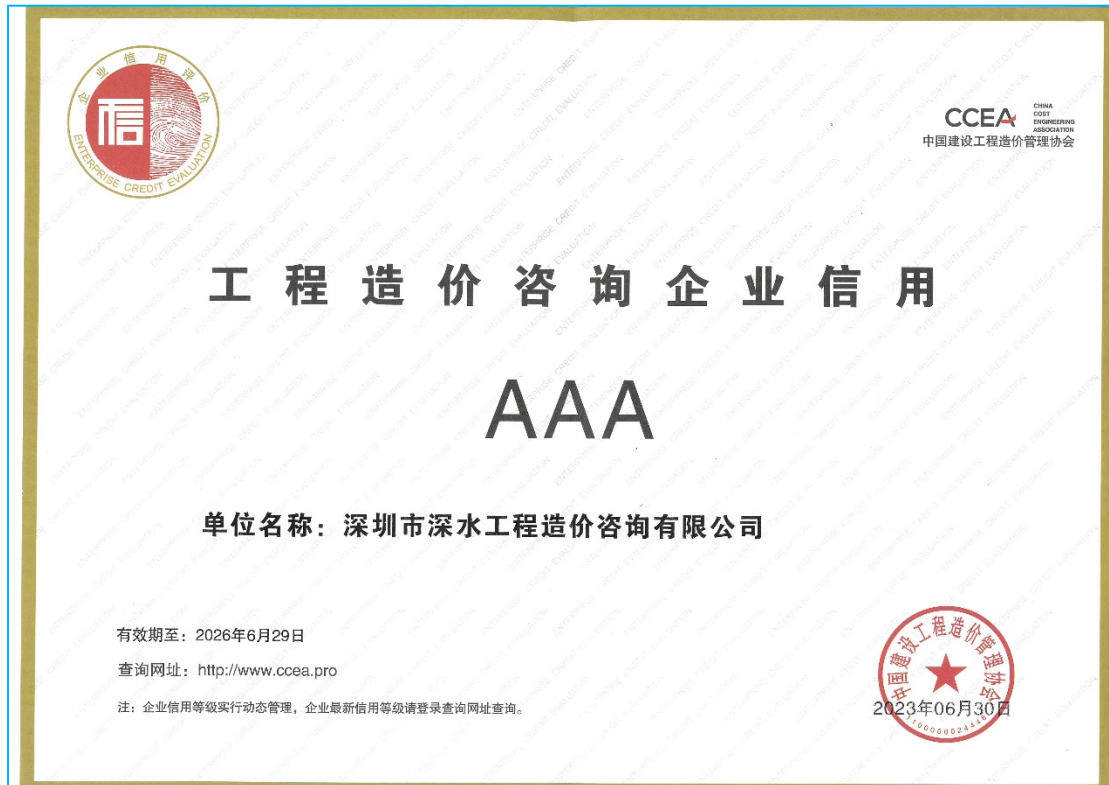 企业信用评价
信
ENTERPRISE CREDIT EVALUATION
CCEA
CHINA
COST
ENGINEERING
ASSOCIATION
中国建设工程造价管理协会
工程造价咨询企业信用
AAA
单位名称：深圳市深水工程造价咨询有限公司
有效期至：2026年6月29日
查询网址：http://www.ccea.pro
注：企业信用等级实行动态管理，企业最新信用等级请登录查询网址查询。
中国建设工程造价管理协会
2023年06月30日